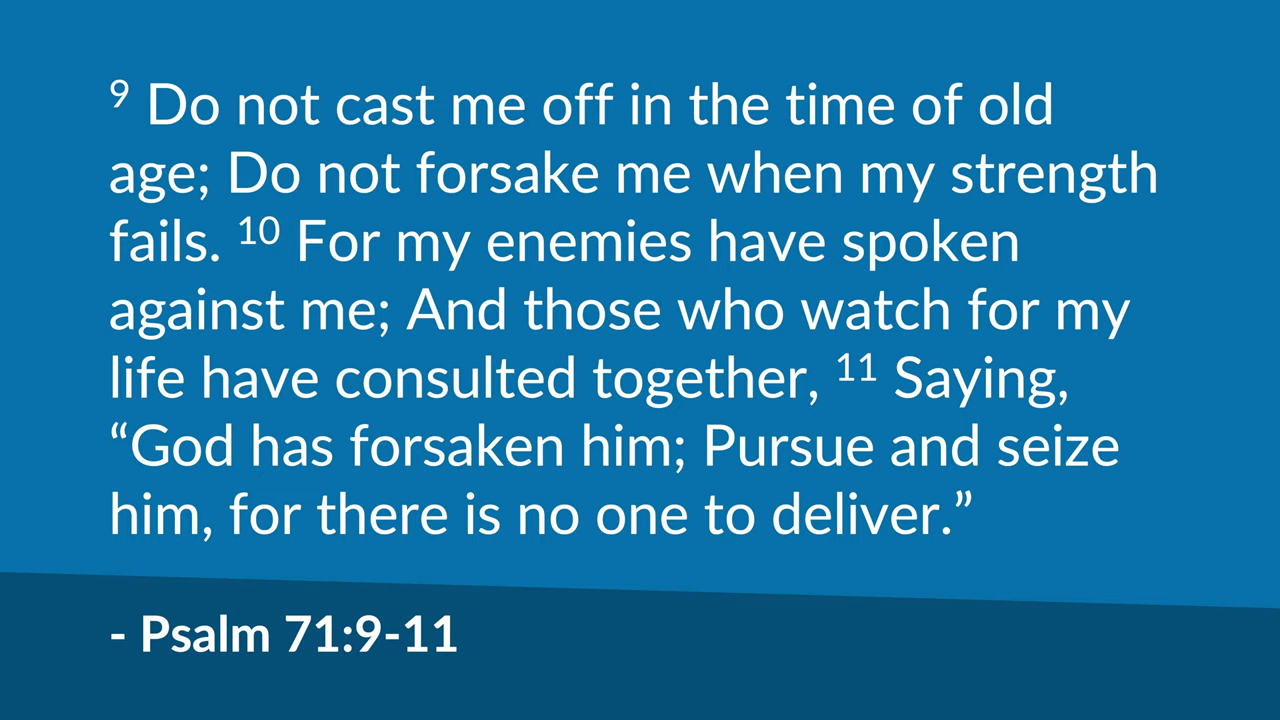 9 Do not cast me off in the time of old
age; Do not forsake me when my strength
fails. 10 For my enemies have spoken
against me; And those who watch for my
life have consulted together, 11 Saying,
“God has forsaken him; Pursue and seize
him, for there is no one to deliver.”
- Psalm 71:9-11